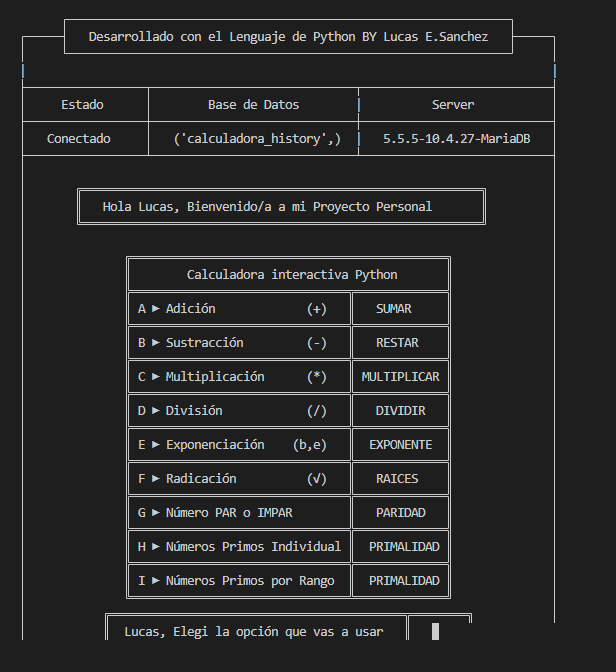 Desarrollado con el Lenguaje de Python BY Lucas E.Sanchez
Estado Base de Datos Server
Conectado ('calculadora_history',) 5.5.5-10.4.27-MariaDB
Hola Lucas, Bienvenido/a a mi Proyecto Personal
Calculadora interactiva Python
A ► Adición (+) SUMAR
B ► Sustracción (-) RESTAR
C ► Multiplicación (*) MULTIPLICAR
D ► División (/) DIVIDIR
E ► Exponenciación (b,e) EXPONENTE
F ► Radicación (√) RAICES
G ► Número PAR o IMPAR PARIDAD
H ► Números Primos Individual PRIMALIDAD
I ► Números Primos por Rango PRIMALIDAD
Lucas, Elegi la opción que vas a usar